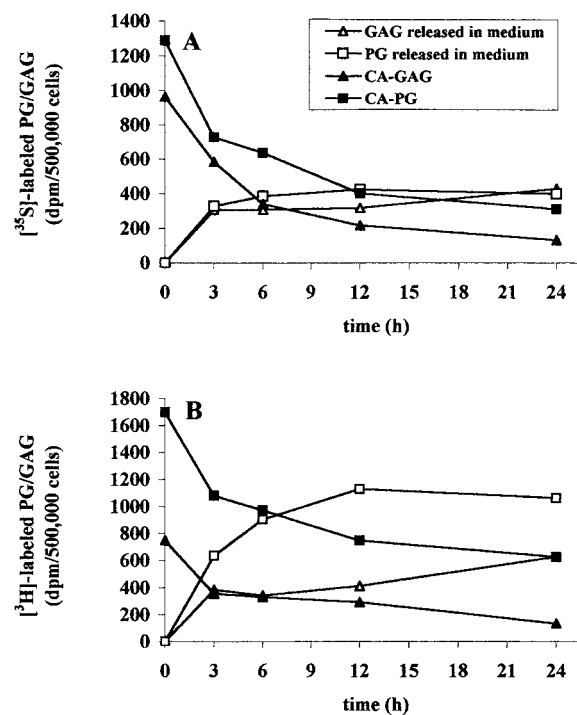 A
GAG released in medium
PG released in medium
CA-GAG
CA-PG
[³⁵S]-labeled PG/GAG
(dpm/500,000 cells)
1400
1200
1000
800
600
400
200
0
0 3 6 9 12 15 18 21 24
time (h)
B
[³H]-labeled PG/GAG
(dpm/500,000 cells)
1800
1600
1400
1200
1000
800
600
400
200
0
0 3 6 9 12 15 18 21 24
time (h)